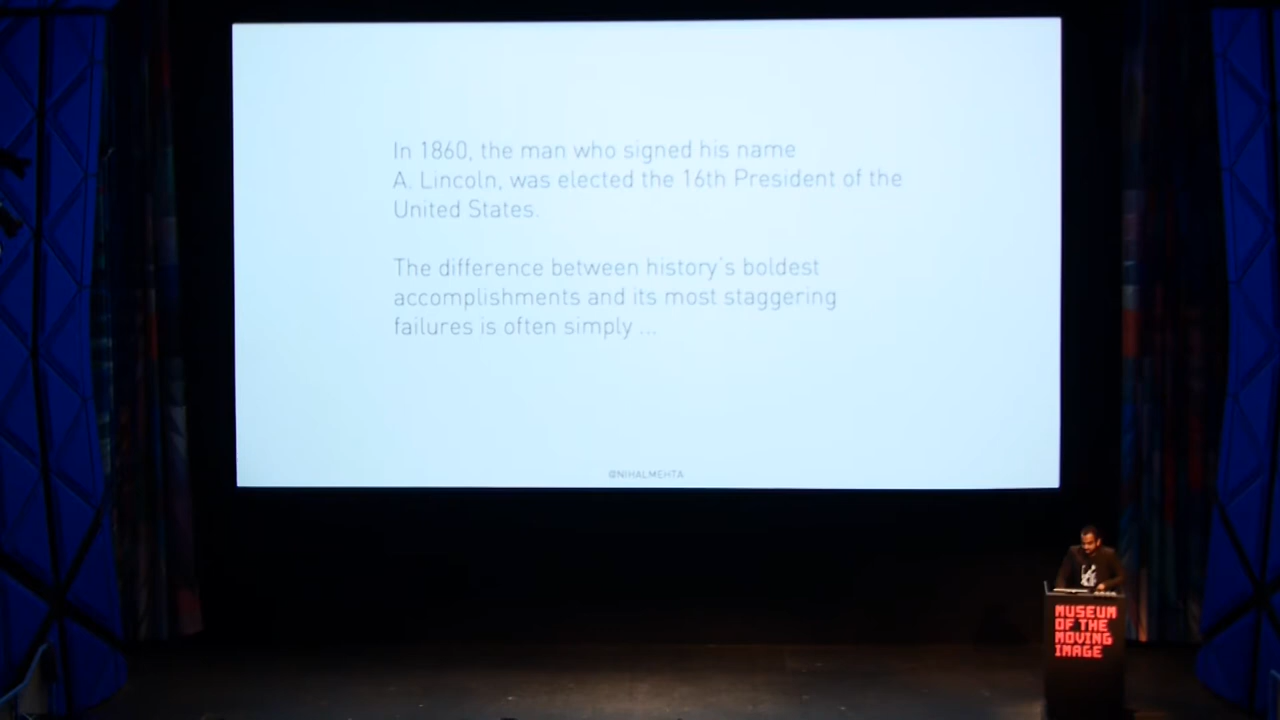 In 1860, the man who signed his name
A. Lincoln, was elected the 16th President of the
United States.
The difference between history's boldest
accomplishments and its most staggering
failures is often simply ...
@NIHALMEHTA
MUSEUM
OF THE
MOVING
IMAGE